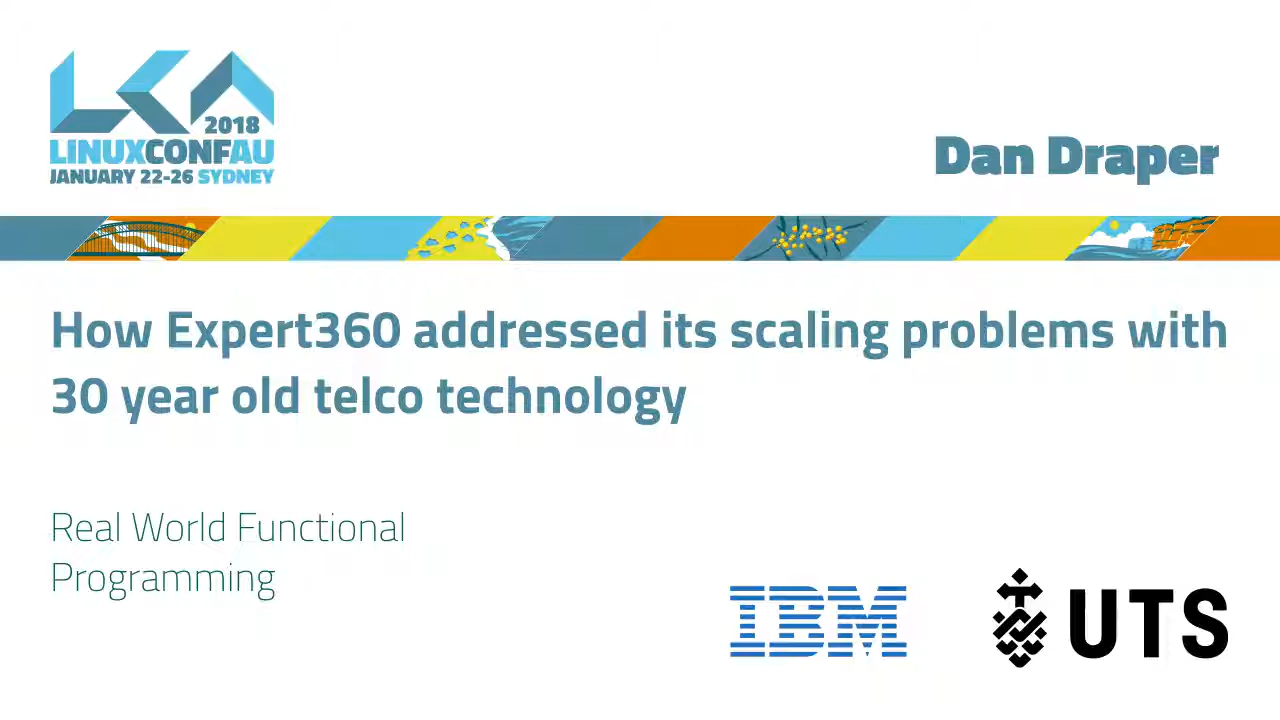 2018
LINUXCONFAU
JANUARY 22-26 SYDNEY
Dan Draper
How Expert360 addressed its scaling problems with
30 year old telco technology
Real World Functional
Programming
IBM
UTS